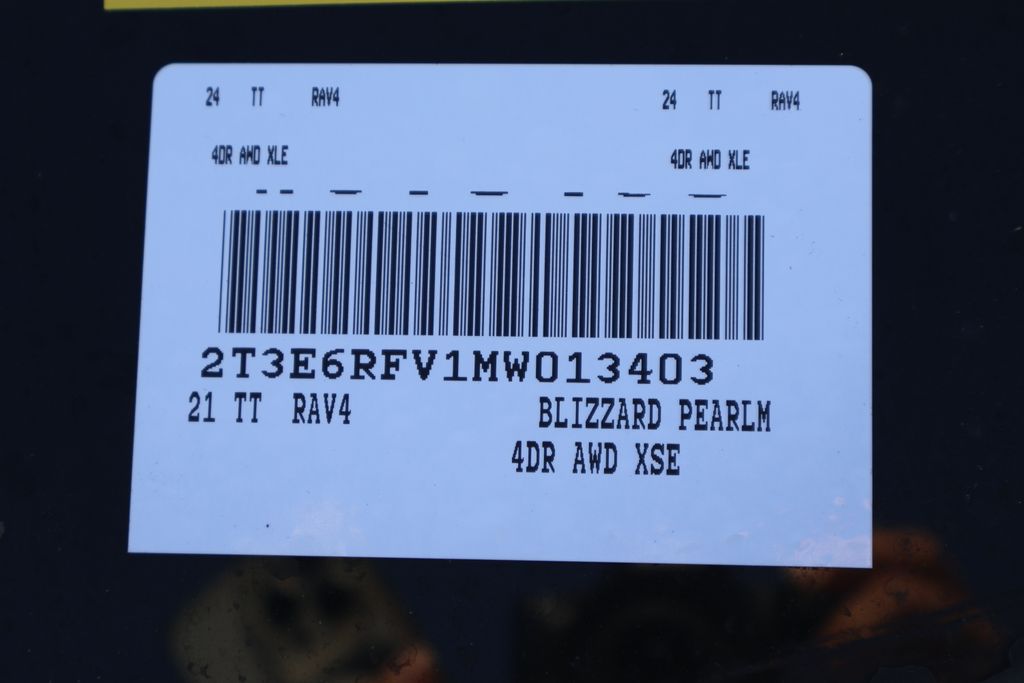 24 TT RAV4 24 TT RAV4
4DR AWD XLE 4DR AWD XLE
2T3E6RFV1MW013403
21 TT RAV4 BLIZZARD PEARLM
4DR AWD XSE